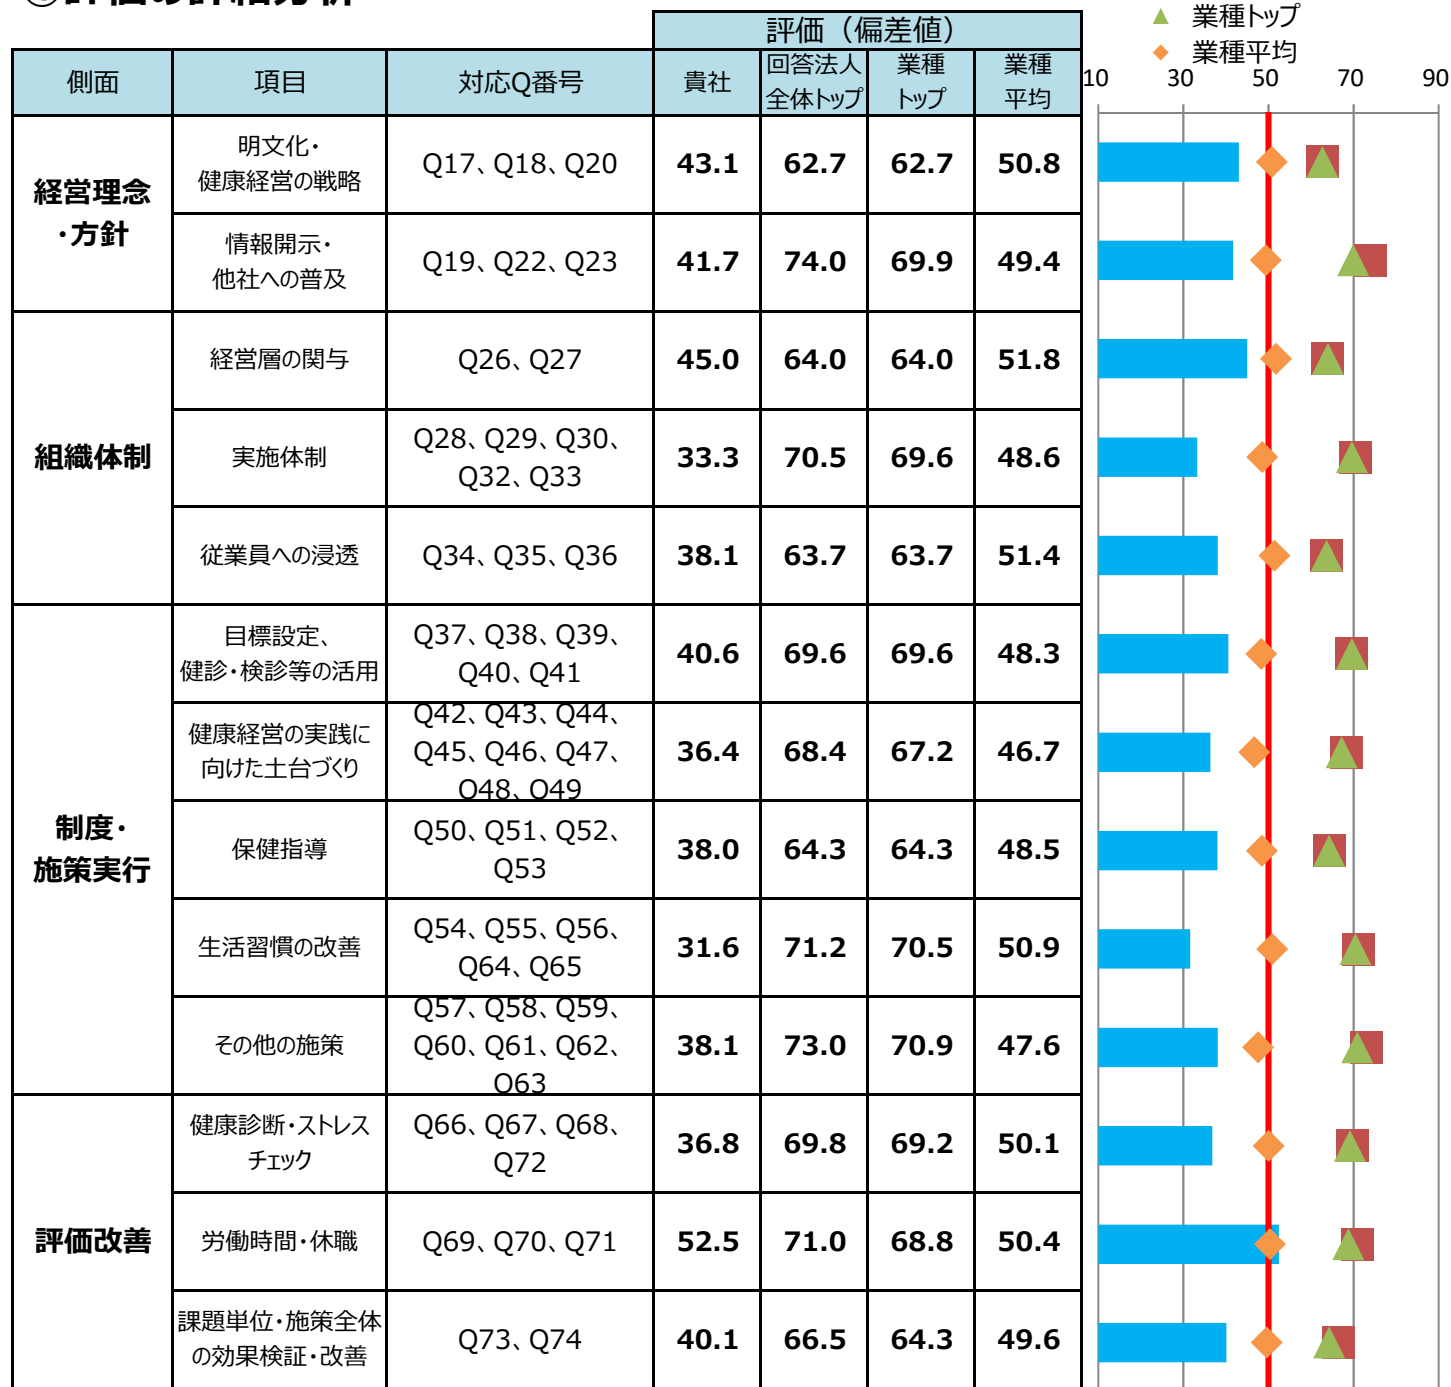 評価（偏差値）
▲ 業種トップ
◆ 業種平均
側面 項目 対応Q番号 貴社 回答法人 業種 業種
全体トップ トップ 平均
10 30 50 70 90
経営理念
・方針
明文化・
健康経営の戦略
Q17、Q18、Q20 43.1 62.7 62.7 50.8
情報開示・
他社への普及
Q19、Q22、Q23 41.7 74.0 69.9 49.4
組織体制
経営層の関与 Q26、Q27 45.0 64.0 64.0 51.8
実施体制
Q28、Q29、Q30、
Q32、Q33
33.3 70.5 69.6 48.6
従業員への浸透 Q34、Q35、Q36 38.1 63.7 63.7 51.4
制度・
施策実行
目標設定、
健診・検診等の活用
Q37、Q38、Q39、
Q40、Q41
40.6 69.6 69.6 48.3
健康経営の実践に
向けた土台づくり
Q42、Q43、Q44、
Q45、Q46、Q47、
Q48、Q49
36.4 68.4 67.2 46.7
保健指導
Q50、Q51、Q52、
Q53
38.0 64.3 64.3 48.5
生活習慣の改善
Q54、Q55、Q56、
Q64、Q65
31.6 71.2 70.5 50.9
その他の施策
Q57、Q58、Q59、
Q60、Q61、Q62、
Q63
38.1 73.0 70.9 47.6
評価改善
健康診断・ストレス
チェック
Q66、Q67、Q68、
Q72
36.8 69.8 69.2 50.1
労働時間・休職 Q69、Q70、Q71 52.5 71.0 68.8 50.4
課題単位・施策全体
の効果検証・改善
Q73、Q74 40.1 66.5 64.3 49.6